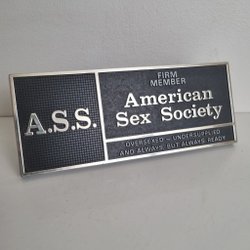 A.S.S.
FIRM
MEMBER
American
Sex Society
OVERSEXED — UNDERSUPPLIED
AND ALWAYS, BUT ALWAYS READY